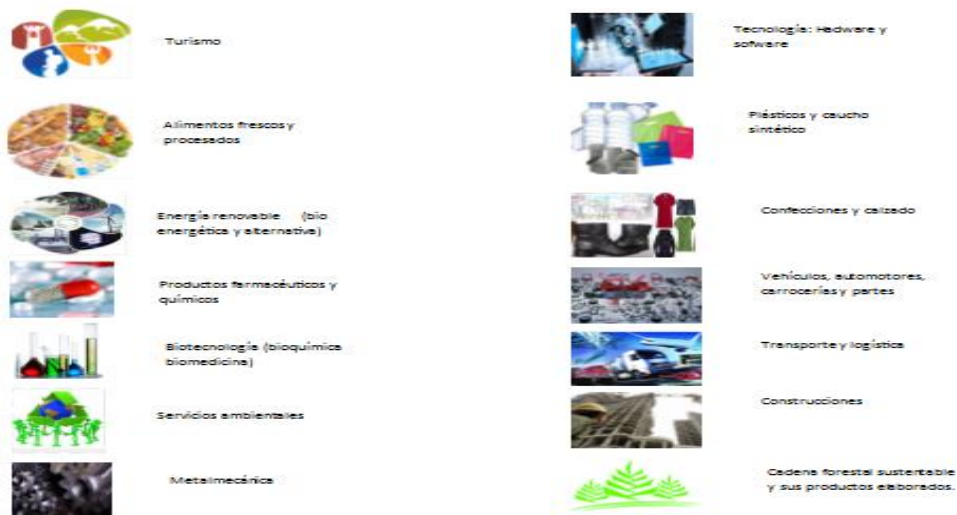 Turismo
Alimentos frescos y
procesados
Energía renovable (bio
energética y alternativa)
Productos farmacéuticos y
químicos
Biotecnología (bioquímica
biomedicina)
Servicios ambientales
Metalmecánica
Tecnología: Hadware y
sofware
Plásticos y caucho
sintético
Confecciones y calzado
Vehículos, automotores,
carrocerías y partes
Transporte y logística
Construcciones
Cadena forestal sustentable
y sus productos elaborados.